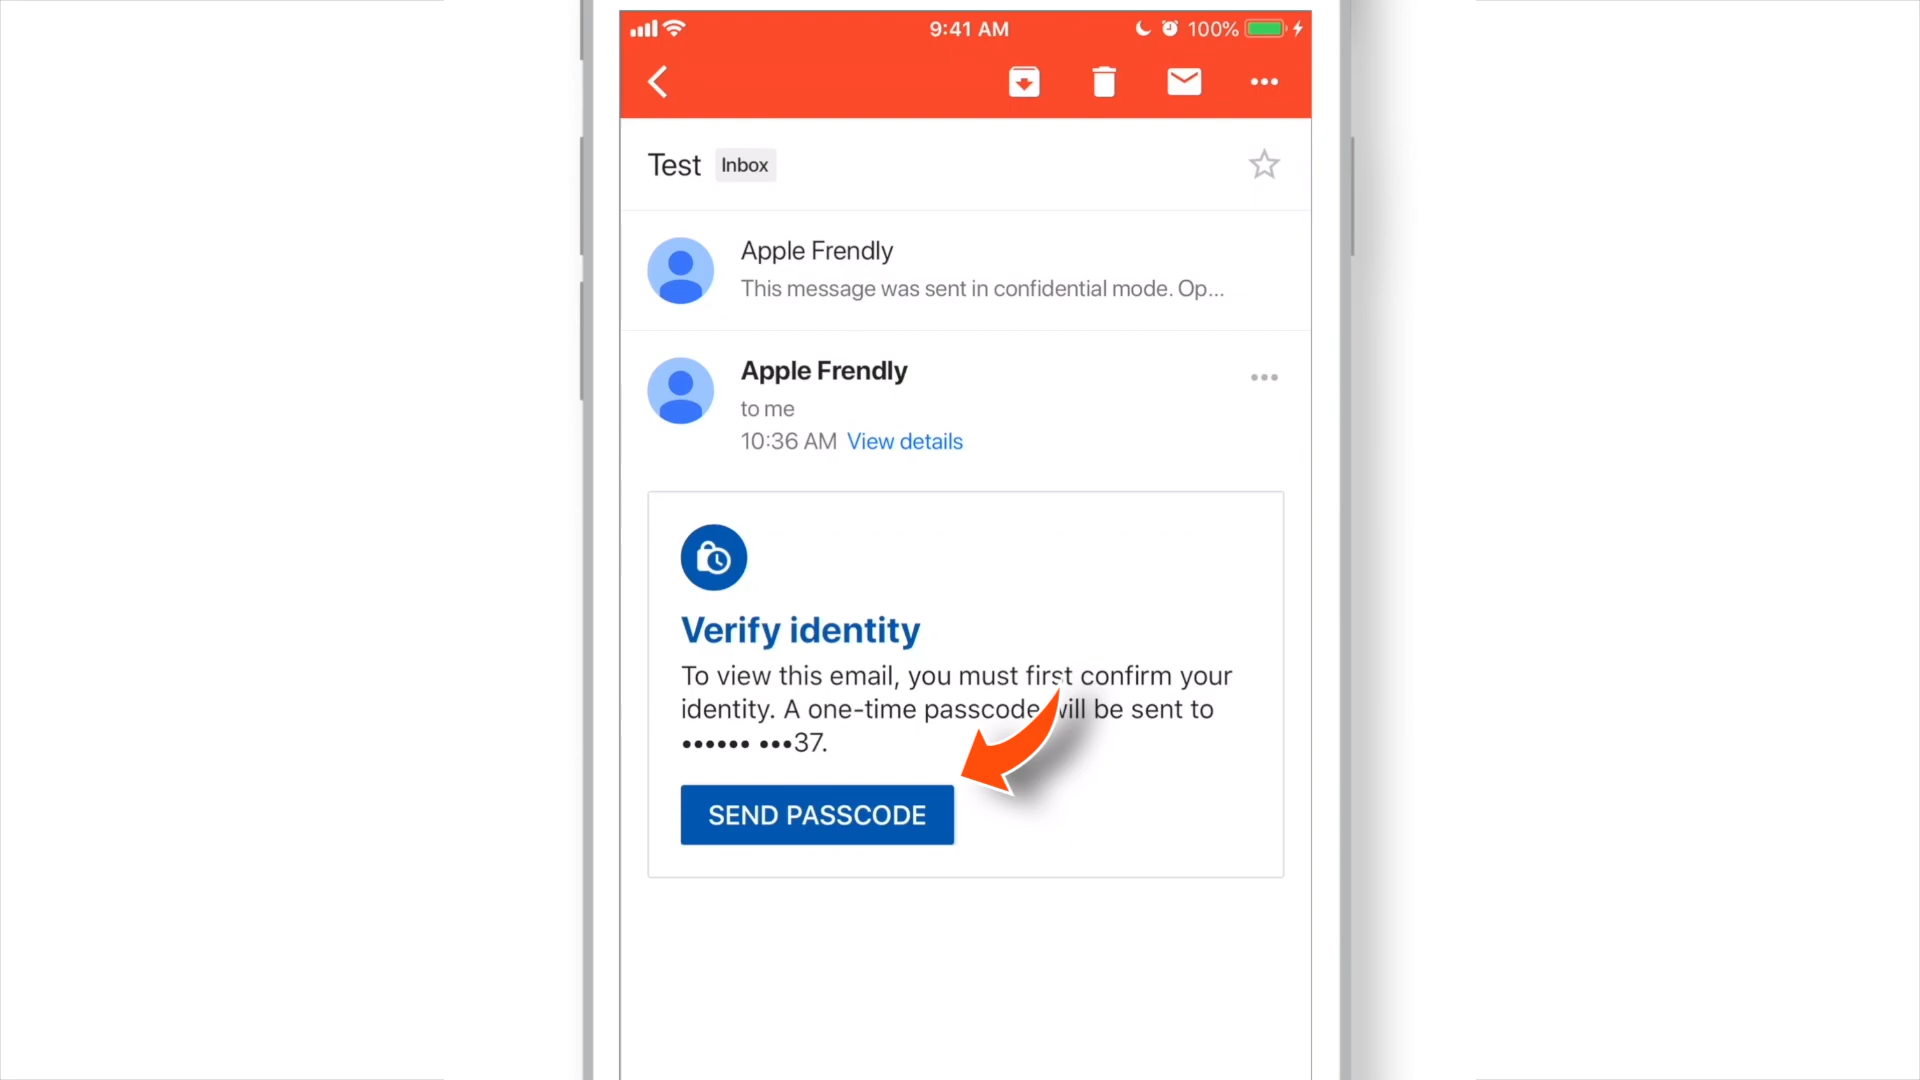 9:41 AM
100%
Test Inbox
Apple Frendly
This message was sent in confidential mode. Op...
Apple Frendly
to me
10:36 AM View details
Verify identity
To view this email, you must first confirm your
identity. A one-time passcode will be sent to
•••••• •••37.
SEND PASSCODE